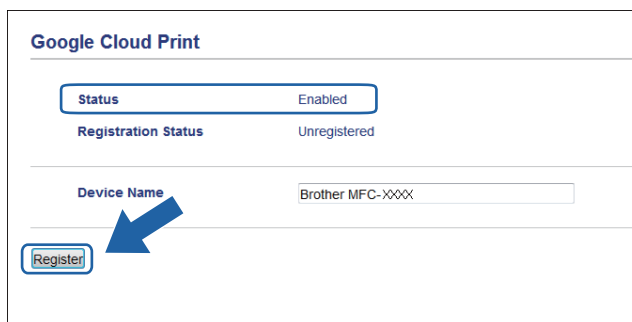 Google Cloud Print
Status Enabled
Registration Status Unregistered
Device Name Brother MFC-XXXX
Register